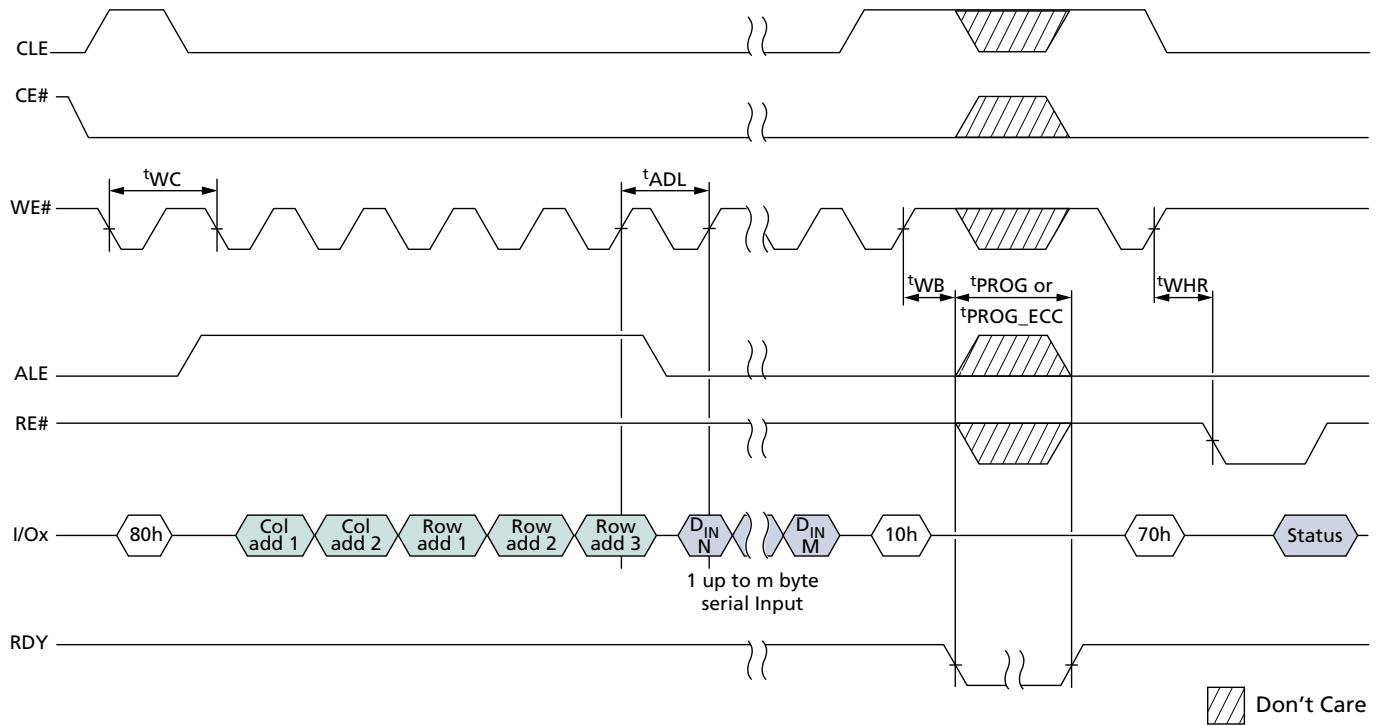 CLE
CE#
tWC
tADL
WE#
tWB
tPROG or
tPROG_ECC
tWHR
ALE
RE#
I/Ox
80h
Col
add 1
Col
add 2
Row
add 1
Row
add 2
Row
add 3
DIN
N
DIN
M
10h
70h
Status
1 up to m byte
serial Input
RDY
Don't Care